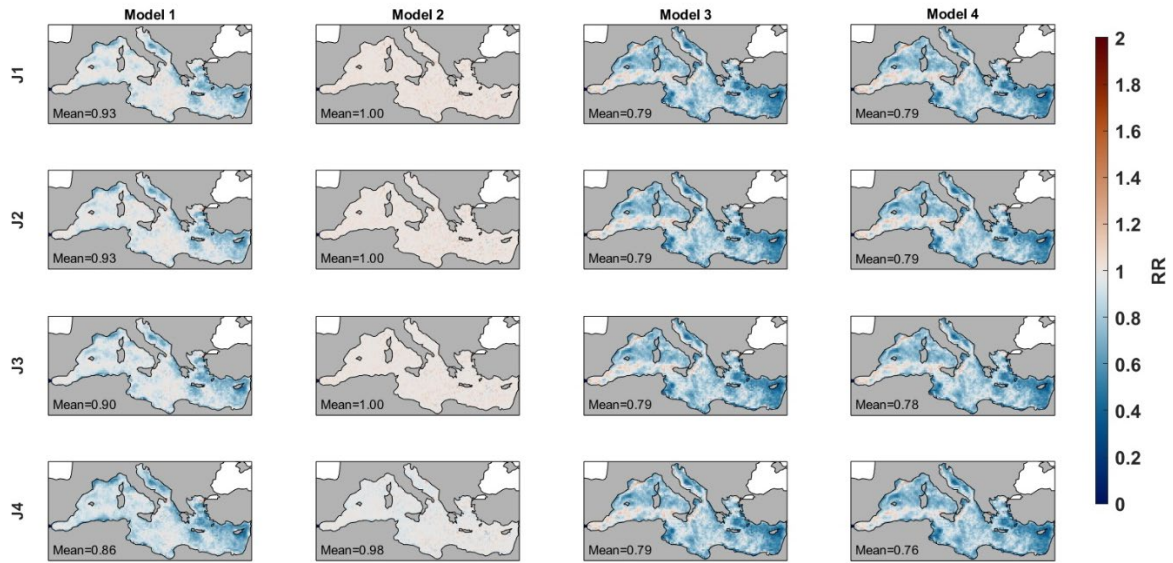 Model 1 Model 2 Model 3 Model 4
J1
Mean=0.93 Mean=1.00 Mean=0.79 Mean=0.79
J2
Mean=0.93 Mean=1.00 Mean=0.79 Mean=0.79
J3
Mean=0.90 Mean=1.00 Mean=0.79 Mean=0.78
J4
Mean=0.86 Mean=0.98 Mean=0.79 Mean=0.76
2
1.8
1.6
1.4
1.2
1
0.8
0.6
0.4
0.2
0
RR